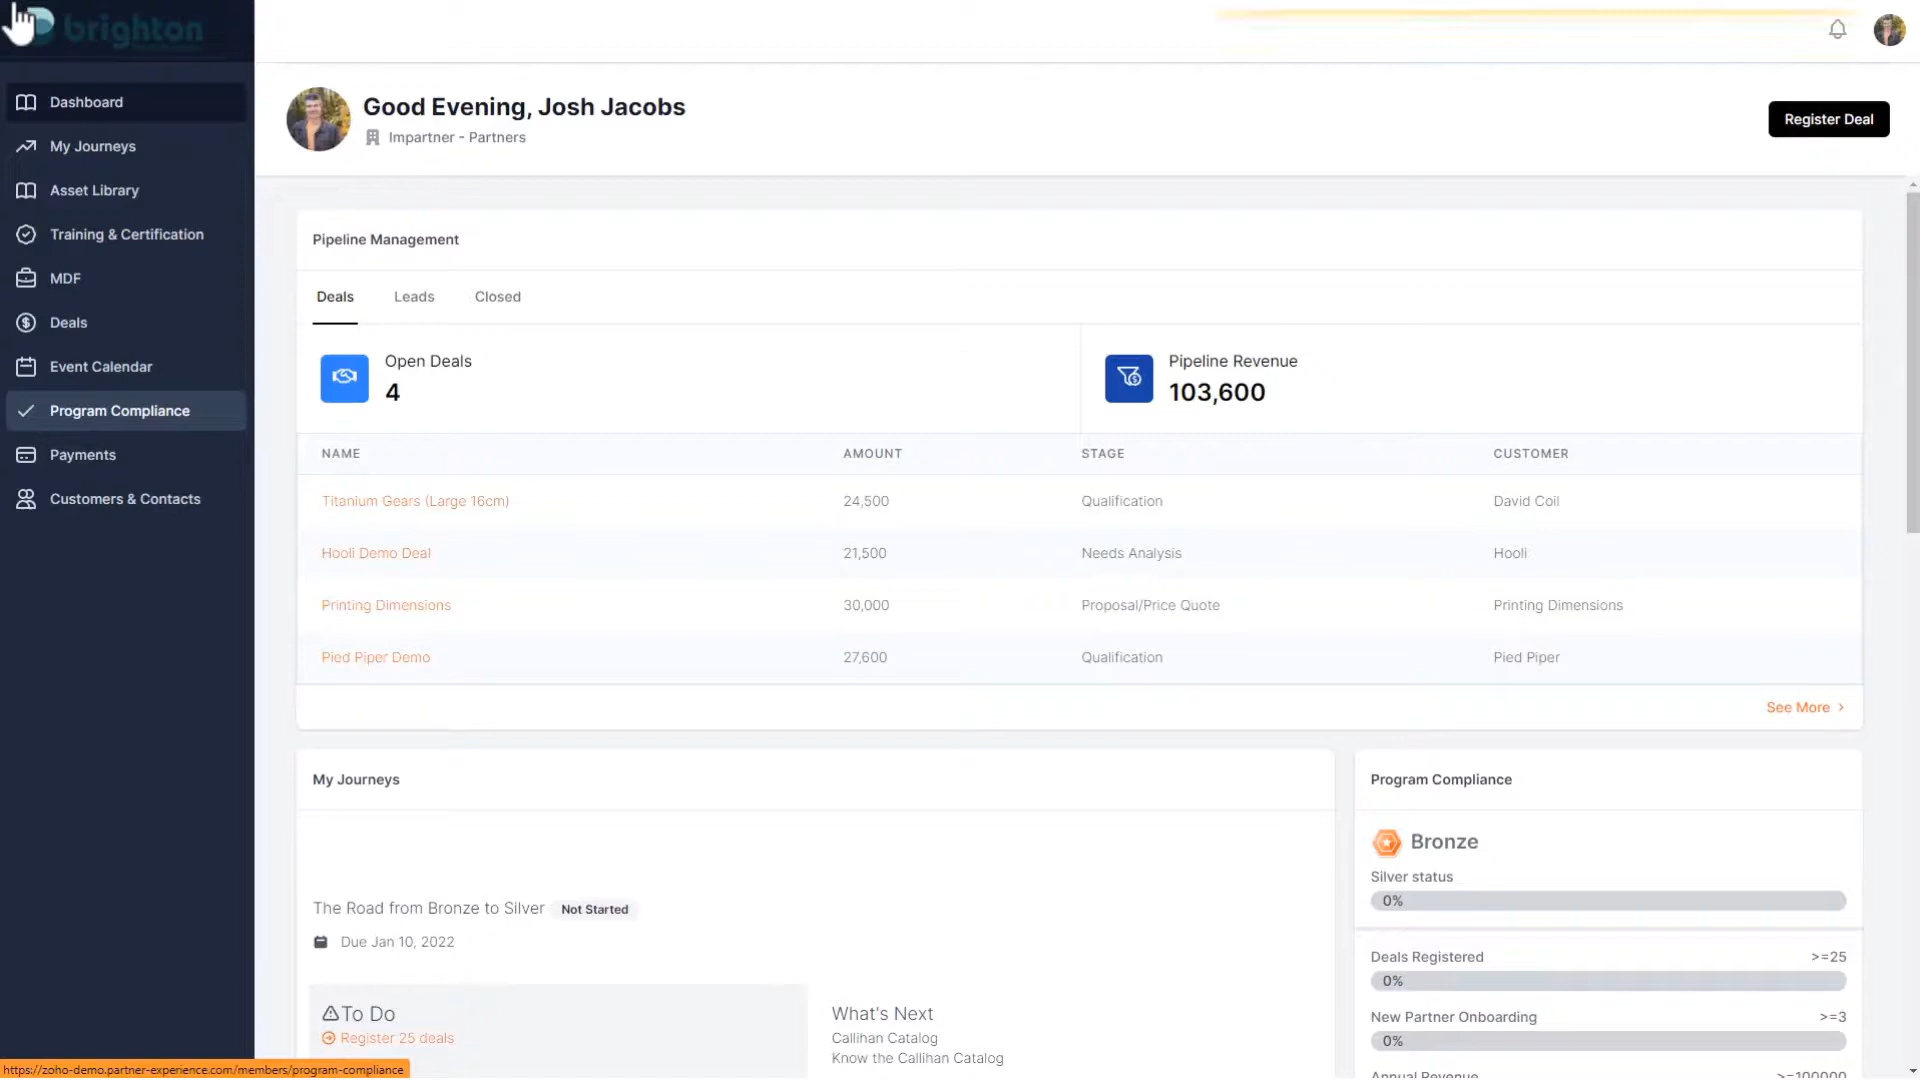 brighton
Dashboard
My Journeys
Asset Library
Training & Certification
MDF
Deals
Event Calendar
Program Compliance
Payments
Customers & Contacts
Good Evening, Josh Jacobs
Impartner - Partners
Register Deal
Pipeline Management
Deals Leads Closed
Open Deals
4
Pipeline Revenue
103,600
NAME AMOUNT STAGE CUSTOMER
Titanium Gears (Large 16cm) 24,500 Qualification David Coil
Hooli Demo Deal 21,500 Needs Analysis Hooli
Printing Dimensions 30,000 Proposal/Price Quote Printing Dimensions
Pied Piper Demo 27,600 Qualification Pied Piper
See More
My Journeys
The Road from Bronze to Silver Not Started
Due Jan 10, 2022
To Do
Register 25 deals
What's Next
Callihan Catalog
Know the Callihan Catalog
Program Compliance
Bronze
Silver status
0%
Deals Registered >=25
0%
New Partner Onboarding >=3
0%
Annual Revenue >=100000
https://zoho-demo.partner-experience.com/members/program-compliance